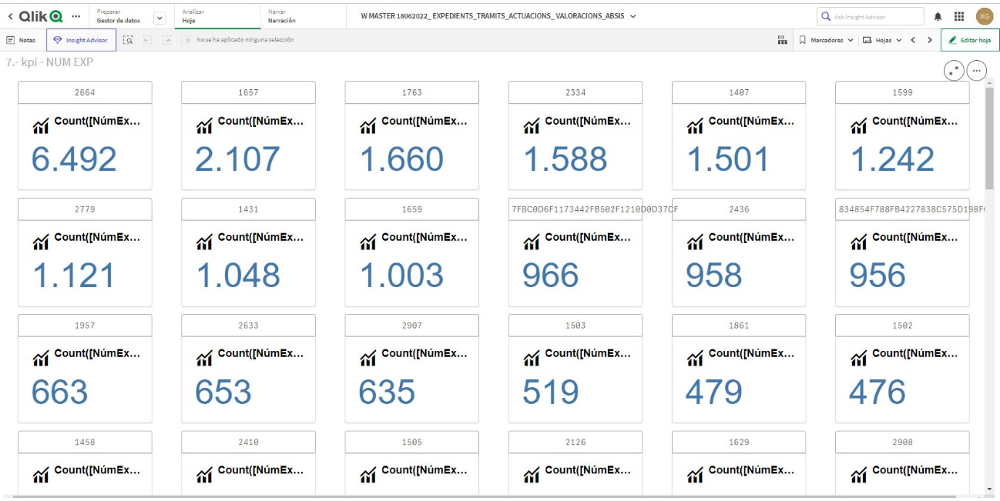 Qlik
Preparar
Gestor de datos
Analizar
Hoja
Narrar
Narración
W MASTER 18062022_ EXPEDIENTS_TRAMITS_ACTUACIONS_ VALORACIONS_ABSIS
Ask Insight Advisor
XG
Notas
Insight Advisor
No se ha aplicado ninguna selección
Marcadores
Hojas
Editar hoja
7.- kpi - NUM EXP
2664 1657 1763 2334 1407 1599
Count([NúmEx... Count([NúmEx... Count([NúmEx... Count([NúmEx... Count([NúmEx... Count([NúmEx...
6.492 2.107 1.660 1.588 1.501 1.242
2779 1431 1659 7FBC0D6F1173442FB502F1210D0D37CF 2436 834854F788FB4227838C575D198F
Count([NúmEx... Count([NúmEx... Count([NúmEx... Count([NúmEx... Count([NúmEx... Count([NúmEx...
1.121 1.048 1.003 966 958 956
1957 2633 2907 1503 1861 1502
Count([NúmEx... Count([NúmEx... Count([NúmEx... Count([NúmEx... Count([NúmEx... Count([NúmEx...
663 653 635 519 479 476
1458 2410 1505 2126 1629 2908
Count([NúmEx... Count([NúmEx... Count([NúmEx... Count([NúmEx... Count([NúmEx... Count([NúmEx...